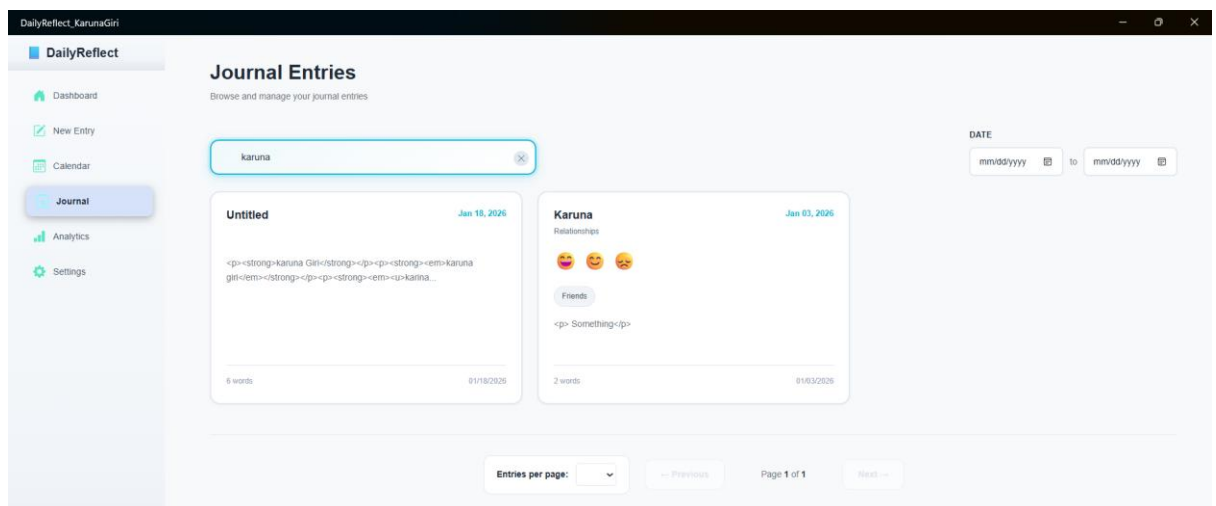 DailyReflect_KarunaGiri
DailyReflect
Dashboard
New Entry
Calendar
Journal
Analytics
Settings
Journal Entries
Browse and manage your journal entries
karuna
DATE
mm/dd/yyyy to mm/dd/yyyy
Untitled Jan 18, 2026
<p><strong>karuna Giri</strong></p><p><strong><em>karuna
giri</em></strong></p><p><strong><em><u>karina...
6 words 01/18/2026
Karuna Jan 03, 2026
Relationships
Friends
<p> Something</p>
2 words 01/03/2026
Entries per page:
← Previous
Page 1 of 1
Next →